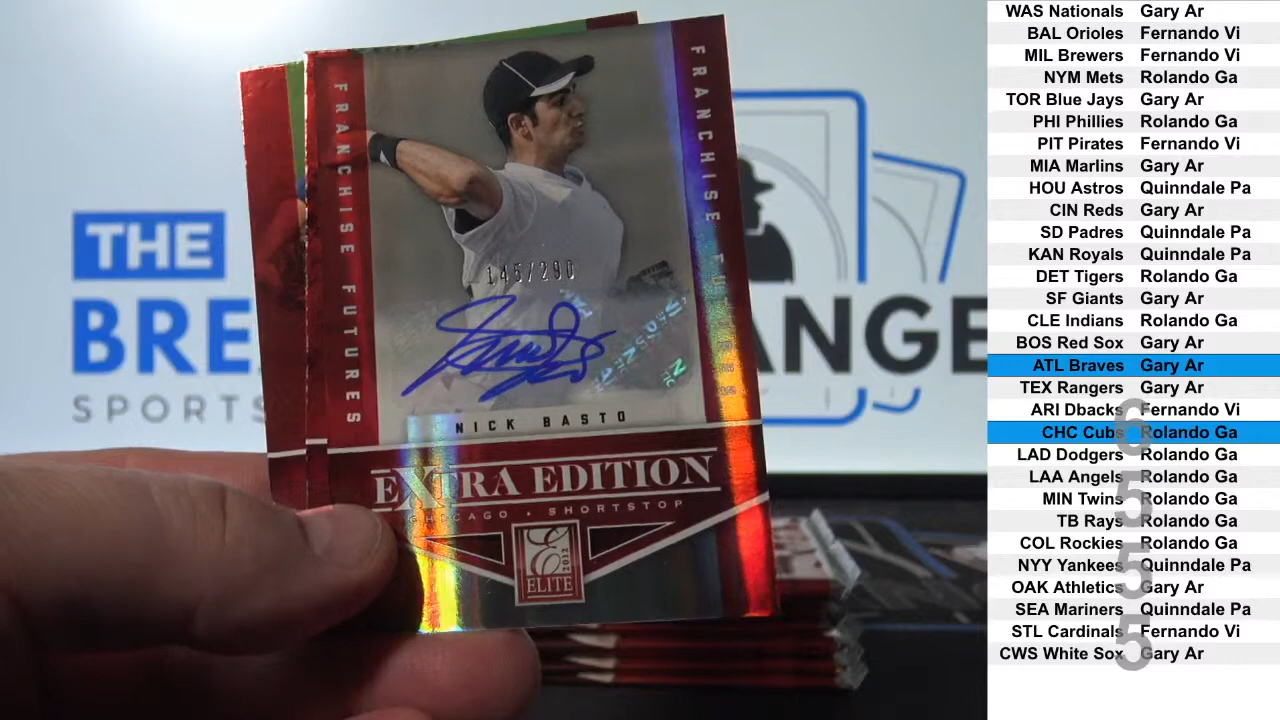 THE
BRE
ANGE
SPORTS
FRANCHISE FUTURES
FRANCHISE FUTURES
145/290
NICK BASTO
EXTRA EDITION
CHICAGO • SHORTSTOP
E
2012
ELITE
WAS Nationals Gary Ar
BAL Orioles Fernando Vi
MIL Brewers Fernando Vi
NYM Mets Rolando Ga
TOR Blue Jays Gary Ar
PHI Phillies Rolando Ga
PIT Pirates Fernando Vi
MIA Marlins Gary Ar
HOU Astros Quinndale Pa
CIN Reds Gary Ar
SD Padres Quinndale Pa
KAN Royals Quinndale Pa
DET Tigers Rolando Ga
SF Giants Gary Ar
CLE Indians Rolando Ga
BOS Red Sox Gary Ar
ATL Braves Gary Ar
TEX Rangers Gary Ar
ARI Dbacks Fernando Vi
CHC Cubs Rolando Ga
LAD Dodgers Rolando Ga
LAA Angels Rolando Ga
MIN Twins Rolando Ga
TB Rays Rolando Ga
COL Rockies Rolando Ga
NYY Yankees Quinndale Pa
OAK Athletics Gary Ar
SEA Mariners Quinndale Pa
STL Cardinals Fernando Vi
CWS White Sox Gary Ar